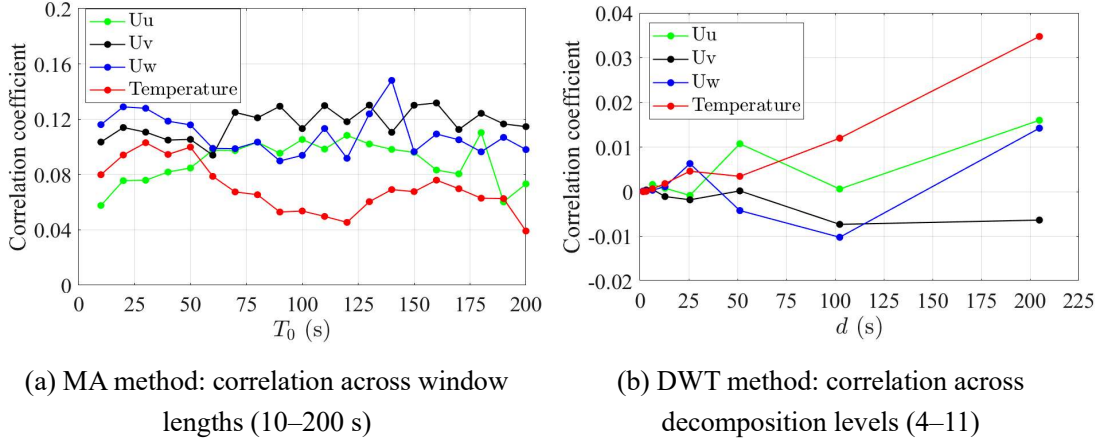 0.2
0.16
0.12
0.08
0.04
0
Correlation coefficient
Uu
Uv
Uw
Temperature
0 25 50 75 100 125 150 175 200
T0 (s)
(a) MA method: correlation across window
lengths (10–200 s)
0.04
0.03
0.02
0.01
0
-0.01
-0.02
Correlation coefficient
Uu
Uv
Uw
Temperature
0 25 50 75 100 125 150 175 200 225
d (s)
(b) DWT method: correlation across
decomposition levels (4–11)